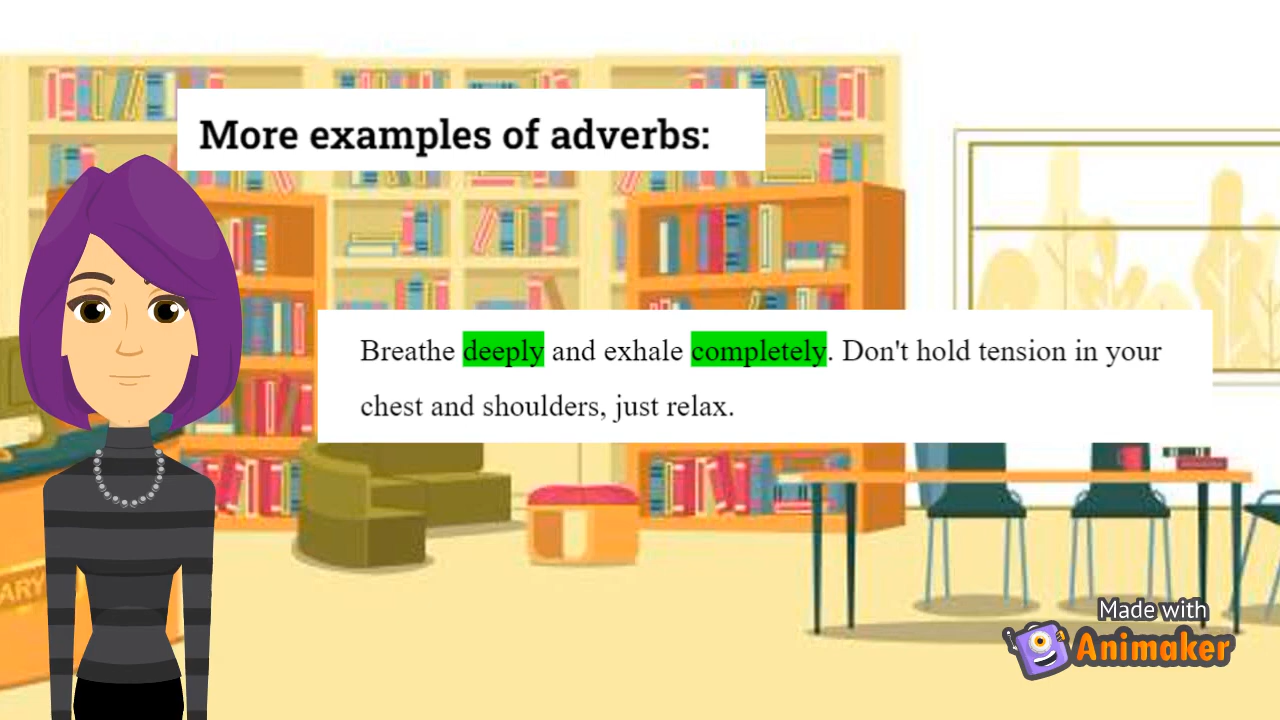 More examples of adverbs:
Breathe deeply and exhale completely. Don't hold tension in your
chest and shoulders, just relax.
ARY
Made with
Animaker